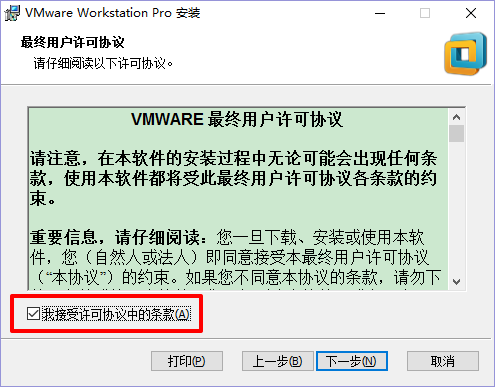 VMware Workstation Pro 安装
最终用户许可协议
请仔细阅读以下许可协议。
VMWARE 最终用户许可协议
请注意，在本软件的安装过程中无论可能会出现任何条
款，使用本软件都将受此最终用户许可协议各条款的约
束。
重要信息，请仔细阅读：您一旦下载、安装或使用本软
件，您（自然人或法人）即同意接受本最终用户许可协议
（“本协议”）的约束。如果您不同意本协议的条款，请勿下
我接受许可协议中的条款(A)
打印(P)
上一步(B)
下一步(N)
取消